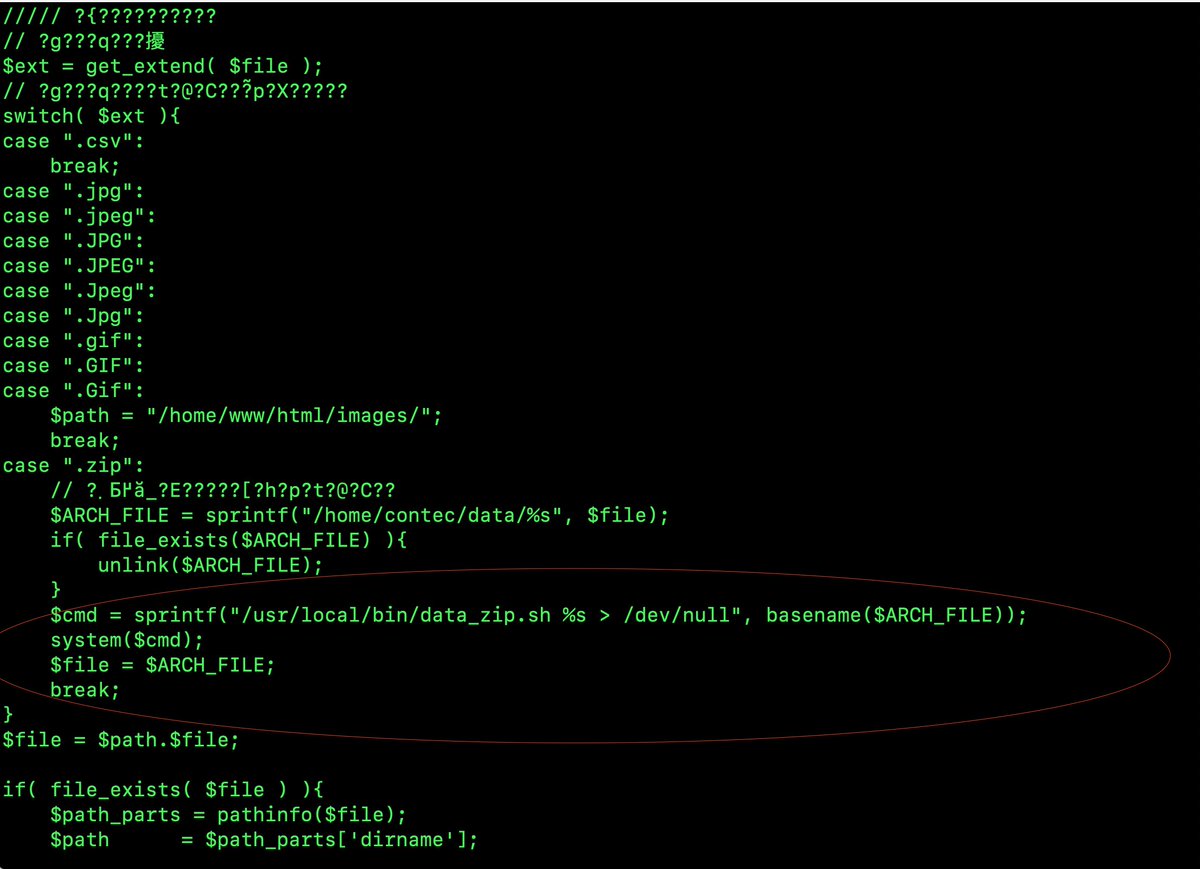 ///// ?{??????????
// ?g???q???擾
$ext = get_extend( $file );
// ?g???q????t?@?C???̃p?X?????
switch( $ext ){
case ".csv":
    break;
case ".jpg":
case ".jpeg":
case ".JPG":
case ".JPEG":
case ".Jpeg":
case ".Jpg":
case ".gif":
case ".GIF":
case ".Gif":
    $path = "/home/www/html/images/";
    break;
case ".zip":
    // ?_?E?????[?h?p?t?@?C??
    $ARCH_FILE = sprintf("/home/contec/data/%s", $file);
    if( file_exists($ARCH_FILE) ){
        unlink($ARCH_FILE);
    }
    $cmd = sprintf("/usr/local/bin/data_zip.sh %s > /dev/null", basename($ARCH_FILE));
    system($cmd);
    $file = $ARCH_FILE;
    break;
}
$file = $path.$file;
if( file_exists( $file ) ){
    $path_parts = pathinfo($file);
    $path      = $path_parts['dirname'];